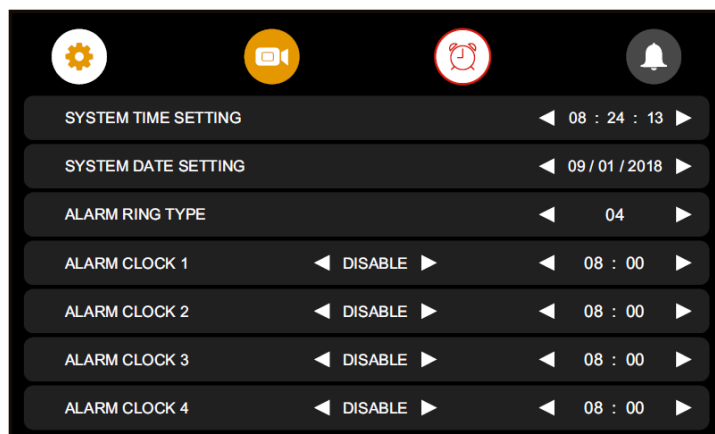 SYSTEM TIME SETTING 08 : 24 : 13
SYSTEM DATE SETTING 09 / 01 / 2018
ALARM RING TYPE 04
ALARM CLOCK 1 DISABLE 08 : 00
ALARM CLOCK 2 DISABLE 08 : 00
ALARM CLOCK 3 DISABLE 08 : 00
ALARM CLOCK 4 DISABLE 08 : 00